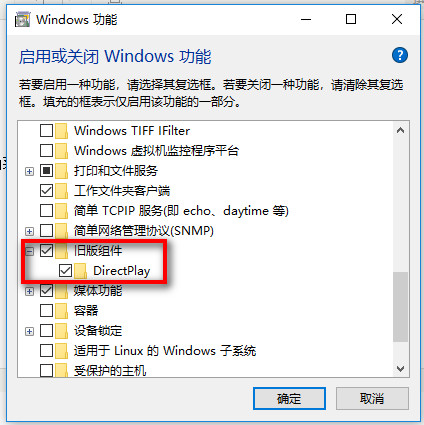 Windows 功能
启用或关闭 Windows 功能
若要启用一种功能，请选择其复选框。若要关闭一种功能，请清除其复选
框。填充的框表示仅启用该功能的一部分。
Windows TIFF IFilter
Windows 虚拟机监控程序平台
打印和文件服务
工作文件夹客户端
简单 TCPIP 服务(即 echo、daytime 等)
简单网络管理协议(SNMP)
旧版组件
DirectPlay
媒体功能
容器
设备锁定
适用于 Linux 的 Windows 子系统
受保护的主机
确定
取消